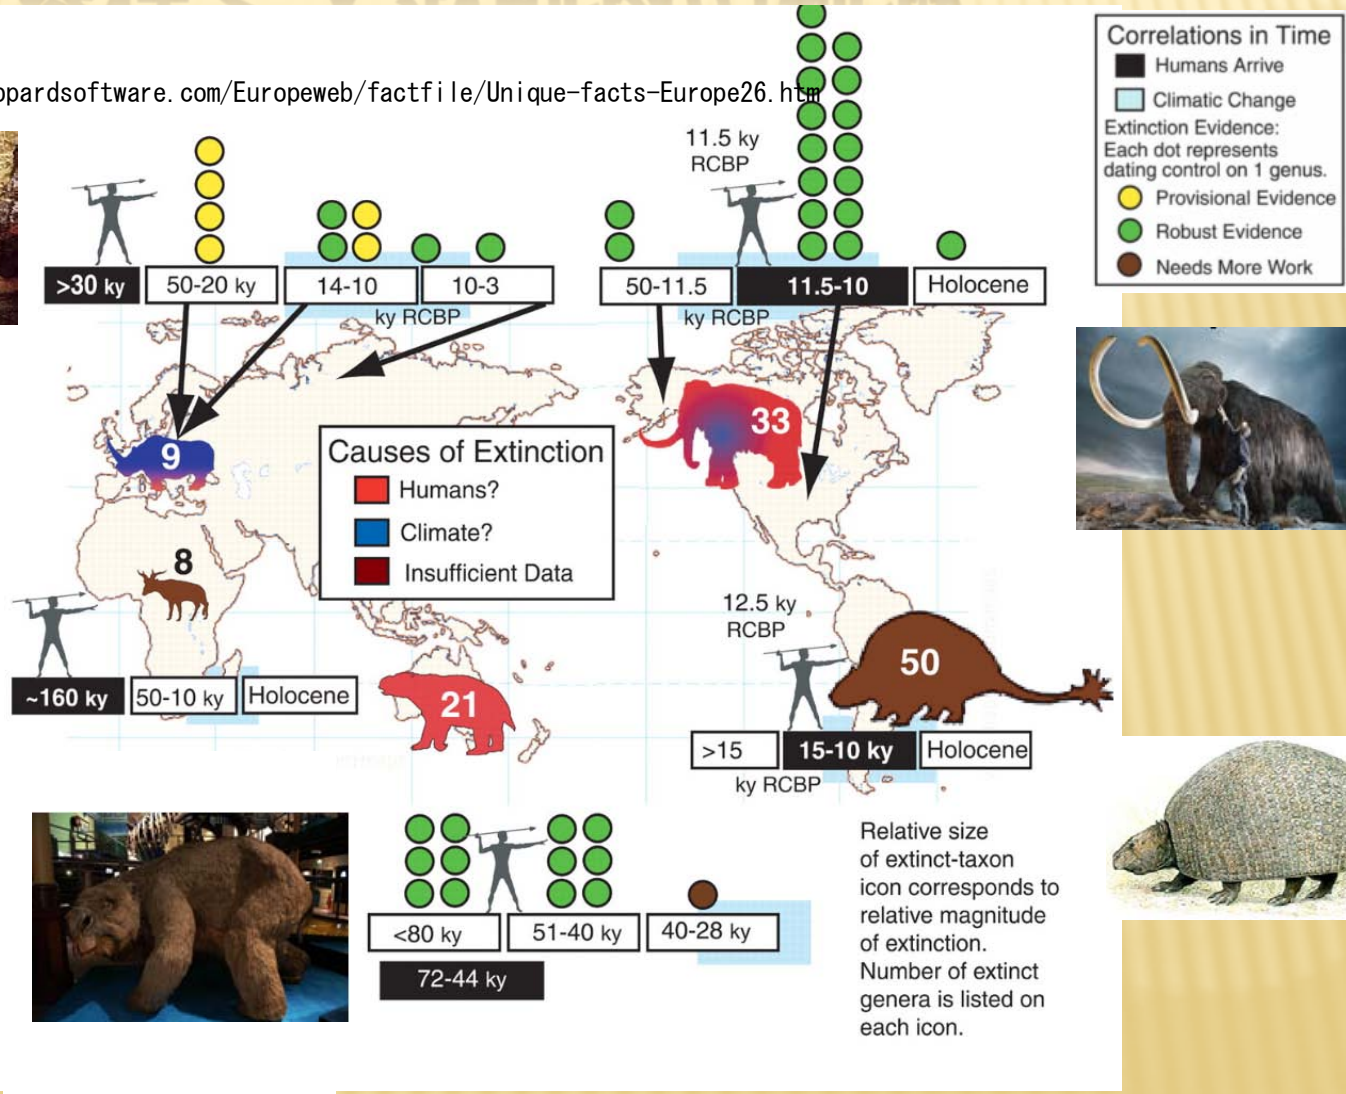 opardsoftware.com/Europeweb/factfile/Unique-facts-Europe26.htm
Correlations in Time
Humans Arrive
Climatic Change
Extinction Evidence:
Each dot represents
dating control on 1 genus.
Provisional Evidence
Robust Evidence
Needs More Work
11.5 ky
RCBP
>30 ky
50-20 ky
14-10
10-3
ky RCBP
50-11.5
11.5-10
Holocene
ky RCBP
9
33
Causes of Extinction
Humans?
Climate?
Insufficient Data
8
12.5 ky
RCBP
50
~160 ky
50-10 ky
Holocene
21
>15
15-10 ky
Holocene
ky RCBP
<80 ky
51-40 ky
40-28 ky
72-44 ky
Relative size
of extinct-taxon
icon corresponds to
relative magnitude
of extinction.
Number of extinct
genera is listed on
each icon.